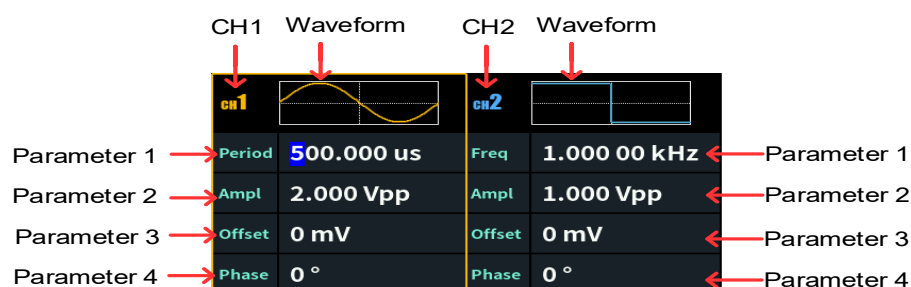 CH1 Waveform CH2 Waveform
CH1 CH2
Parameter 1 Period 500.000 us Freq 1.000 00 kHz Parameter 1
Parameter 2 Ampl 2.000 Vpp Ampl 1.000 Vpp Parameter 2
Parameter 3 Offset 0 mV Offset 0 mV Parameter 3
Parameter 4 Phase 0 ° Phase 0 ° Parameter 4